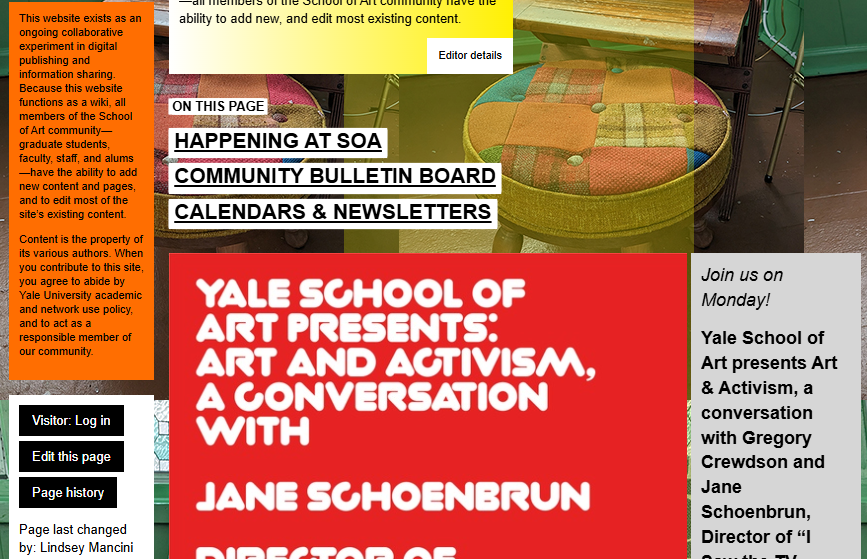 This website exists as an
ongoing collaborative
experiment in digital
publishing and
information sharing.
Because this website
functions as a wiki, all
members of the School
of Art community—
graduate students,
faculty, staff, and alums
—have the ability to add
new content and pages,
and to edit most of the
site's existing content.
Content is the property of
its various authors. When
you contribute to this site,
you agree to abide by
Yale University academic
and network use policy,
and to act as a
responsible member of
our community.
Visitor: Log in
Edit this page
Page history
Page last changed
by: Lindsey Mancini
—all members of the School of Art community have the
ability to add new, and edit most existing content.
Editor details
ON THIS PAGE
HAPPENING AT SOA
COMMUNITY BULLETIN BOARD
CALENDARS & NEWSLETTERS
YALE SCHOOL OF
ART PRESENTS:
ART AND ACTIVISM,
A CONVERSATION
WITH
JANE SCHOENBRUN
DIRECTOR OF
Join us on
Monday!
Yale School of
Art presents Art
& Activism, a
conversation
with Gregory
Crewdson and
Jane
Schoenbrun,
Director of “I
Saw the TV